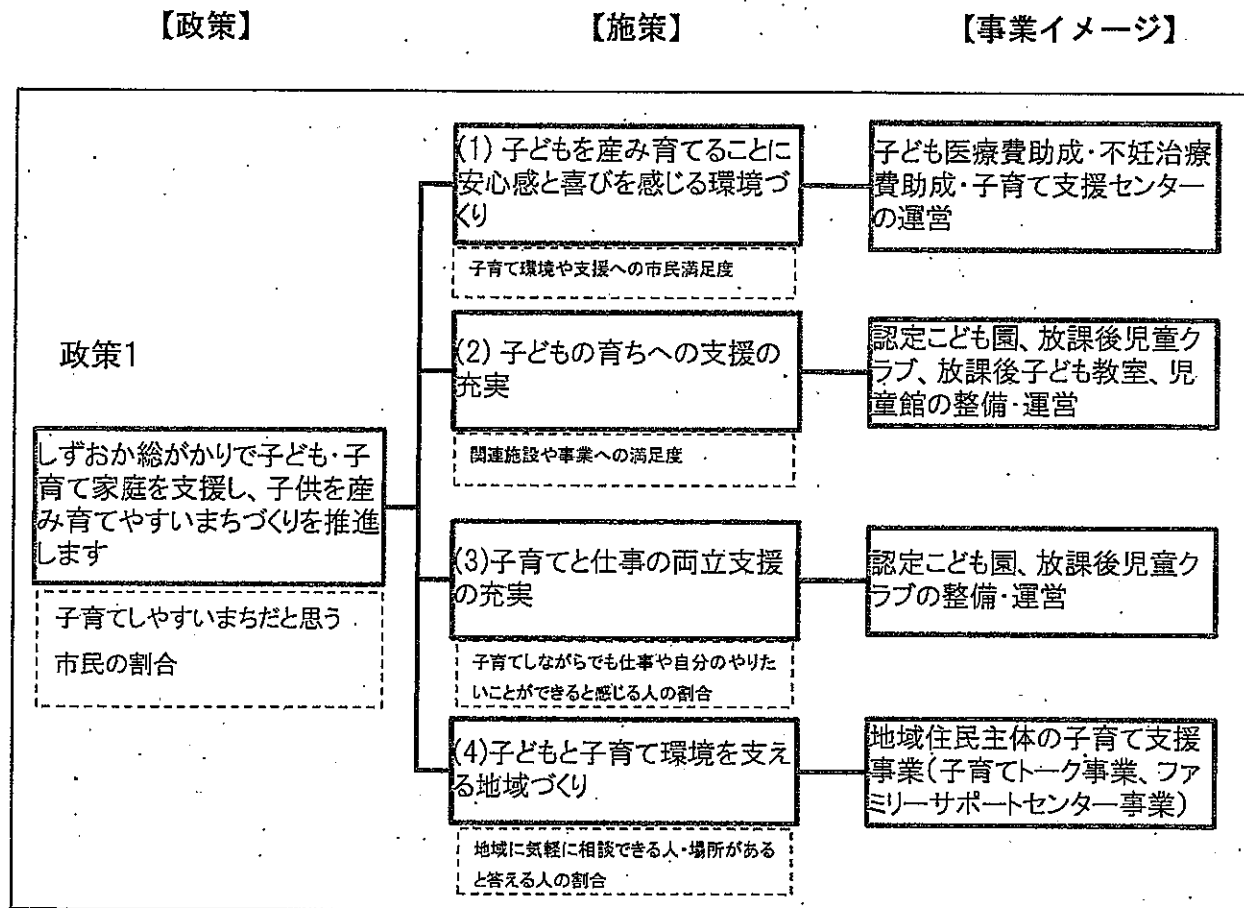 【政策】
【施策】
【事業イメージ】
政策1
しずおか総がかりで子ども・子
育て家庭を支援し、子供を産
み育てやすいまちづくりを推進
します
子育てしやすいまちだと思う
市民の割合
(1) 子どもを産み育てることに
安心感と喜びを感じる環境づ
くり
子育て環境や支援への市民満足度
子ども医療費助成・不妊治療
費助成・子育て支援センター
の運営
(2) 子どもの育ちへの支援の
充実
関連施設や事業への満足度
認定こども園、放課後児童ク
ラブ、放課後子ども教室、児
童館の整備・運営
(3)子育てと仕事の両立支援
の充実
子育てしながらでも仕事や自分のやりた
いことができると感じる人の割合
認定こども園、放課後児童ク
ラブの整備・運営
(4)子どもと子育て環境を支え
る地域づくり
地域に気軽に相談できる人・場所がある
と答える人の割合
地域住民主体の子育て支援
事業(子育てトーク事業、ファ
ミリーサポートセンター事業)